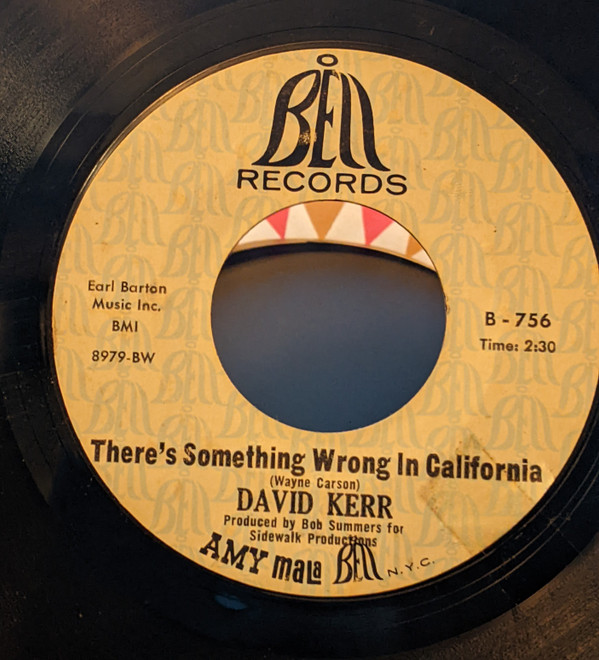 BELL
RECORDS
Earl Barton
Music Inc.
BMI
8979-BW
B - 756
Time: 2:30
There's Something Wrong In California
(Wayne Carson)
DAVID KERR
Produced by Bob Summers for
Sidewalk Productions
AMY mala BELL N.Y.C.